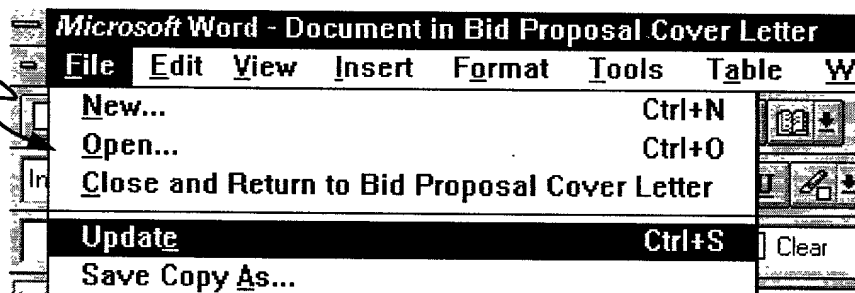 Microsoft Word - Document in Bid Proposal Cover Letter
File Edit View Insert Format Tools Table W
New... Ctrl+N
Open... Ctrl+O
Close and Return to Bid Proposal Cover Letter
In U
Update Ctrl+S
Clear
Save Copy As...